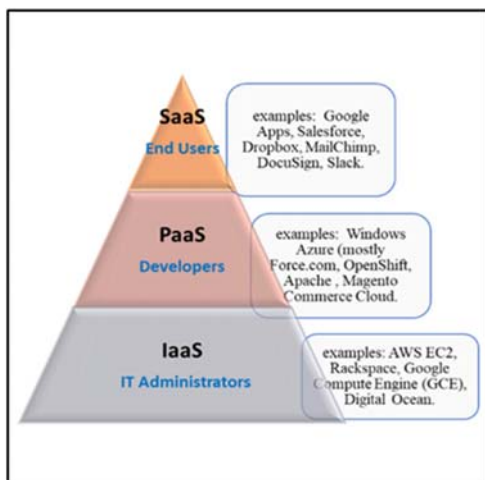 SaaS
End Users
examples: Google
Apps, Salesforce,
Dropbox, MailChimp,
DocuSign, Slack.
PaaS
Developers
examples: Windows
Azure (mostly
Force.com, OpenShift,
Apache , Magento
Commerce Cloud.
IaaS
IT Administrators
examples: AWS EC2,
Rackspace, Google
Compute Engine (GCE),
Digital Ocean.